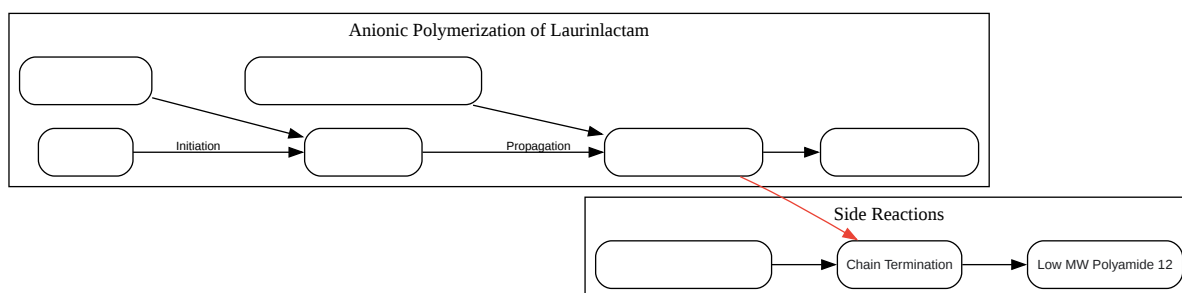 Anionic Polymerization of Laurinlactam
Initiation
Propagation
Side Reactions
Chain Termination
Low MW Polyamide 12